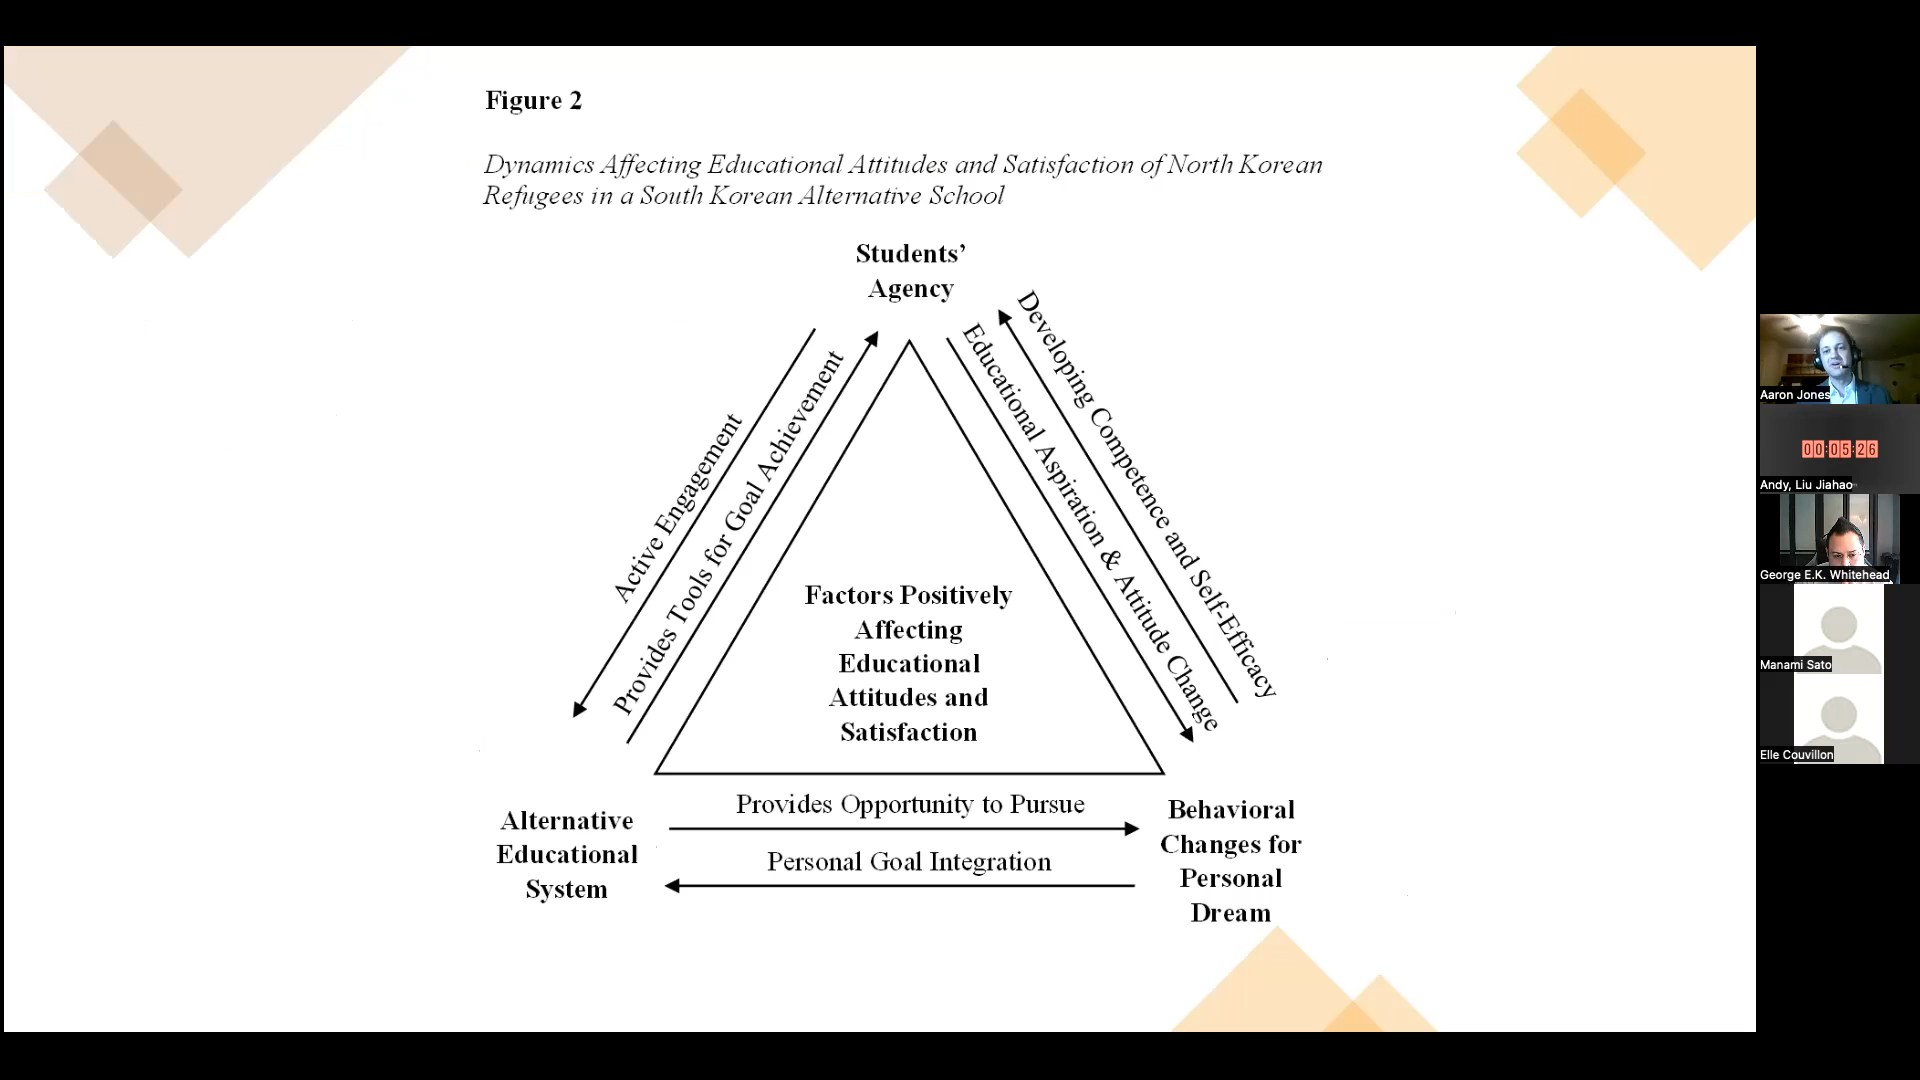 Figure 2
Dynamics Affecting Educational Attitudes and Satisfaction of North Korean
Refugees in a South Korean Alternative School
Students’
Agency
Active Engagement
Provides Tools for Goal Achievement
Educational Aspiration & Attitude Change
Developing Competence and Self-Efficacy
Factors Positively
Affecting
Educational
Attitudes and
Satisfaction
Alternative
Educational
System
Provides Opportunity to Pursue
Personal Goal Integration
Behavioral
Changes for
Personal
Dream
Aaron Jones
00:05:26
Andy, Liu Jiahao
George E.K. Whitehead
Manami Sato
Elle Couvillon